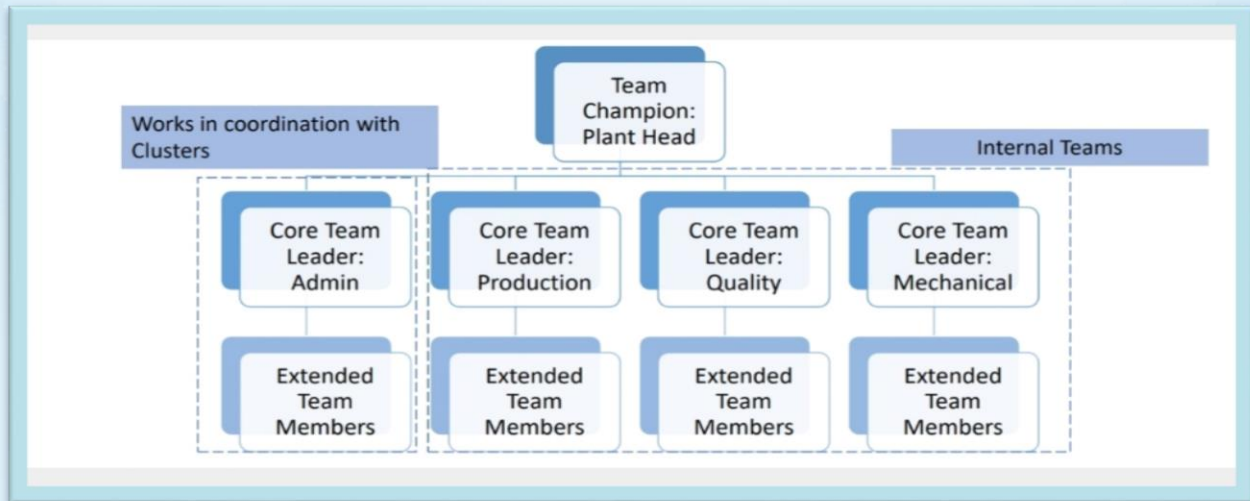 Team
Champion:
Plant Head
Works in coordination with
Clusters
Internal Teams
Core Team
Leader:
Admin
Core Team
Leader:
Production
Core Team
Leader:
Quality
Core Team
Leader:
Mechanical
Extended
Team
Members
Extended
Team
Members
Extended
Team
Members
Extended
Team
Members